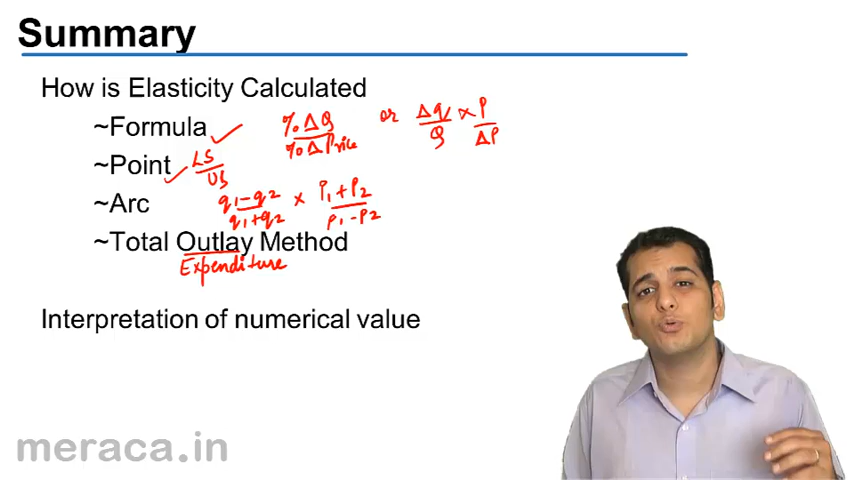 Summary
How is Elasticity Calculated
~Formula %ΔQ / %ΔPrice or Δq/Q × P/ΔP
~Point LS/US
~Arc q1-q2/q1+q2 × P1+P2/P1-P2
~Total Outlay Method
Expenditure
Interpretation of numerical value
meraca.in